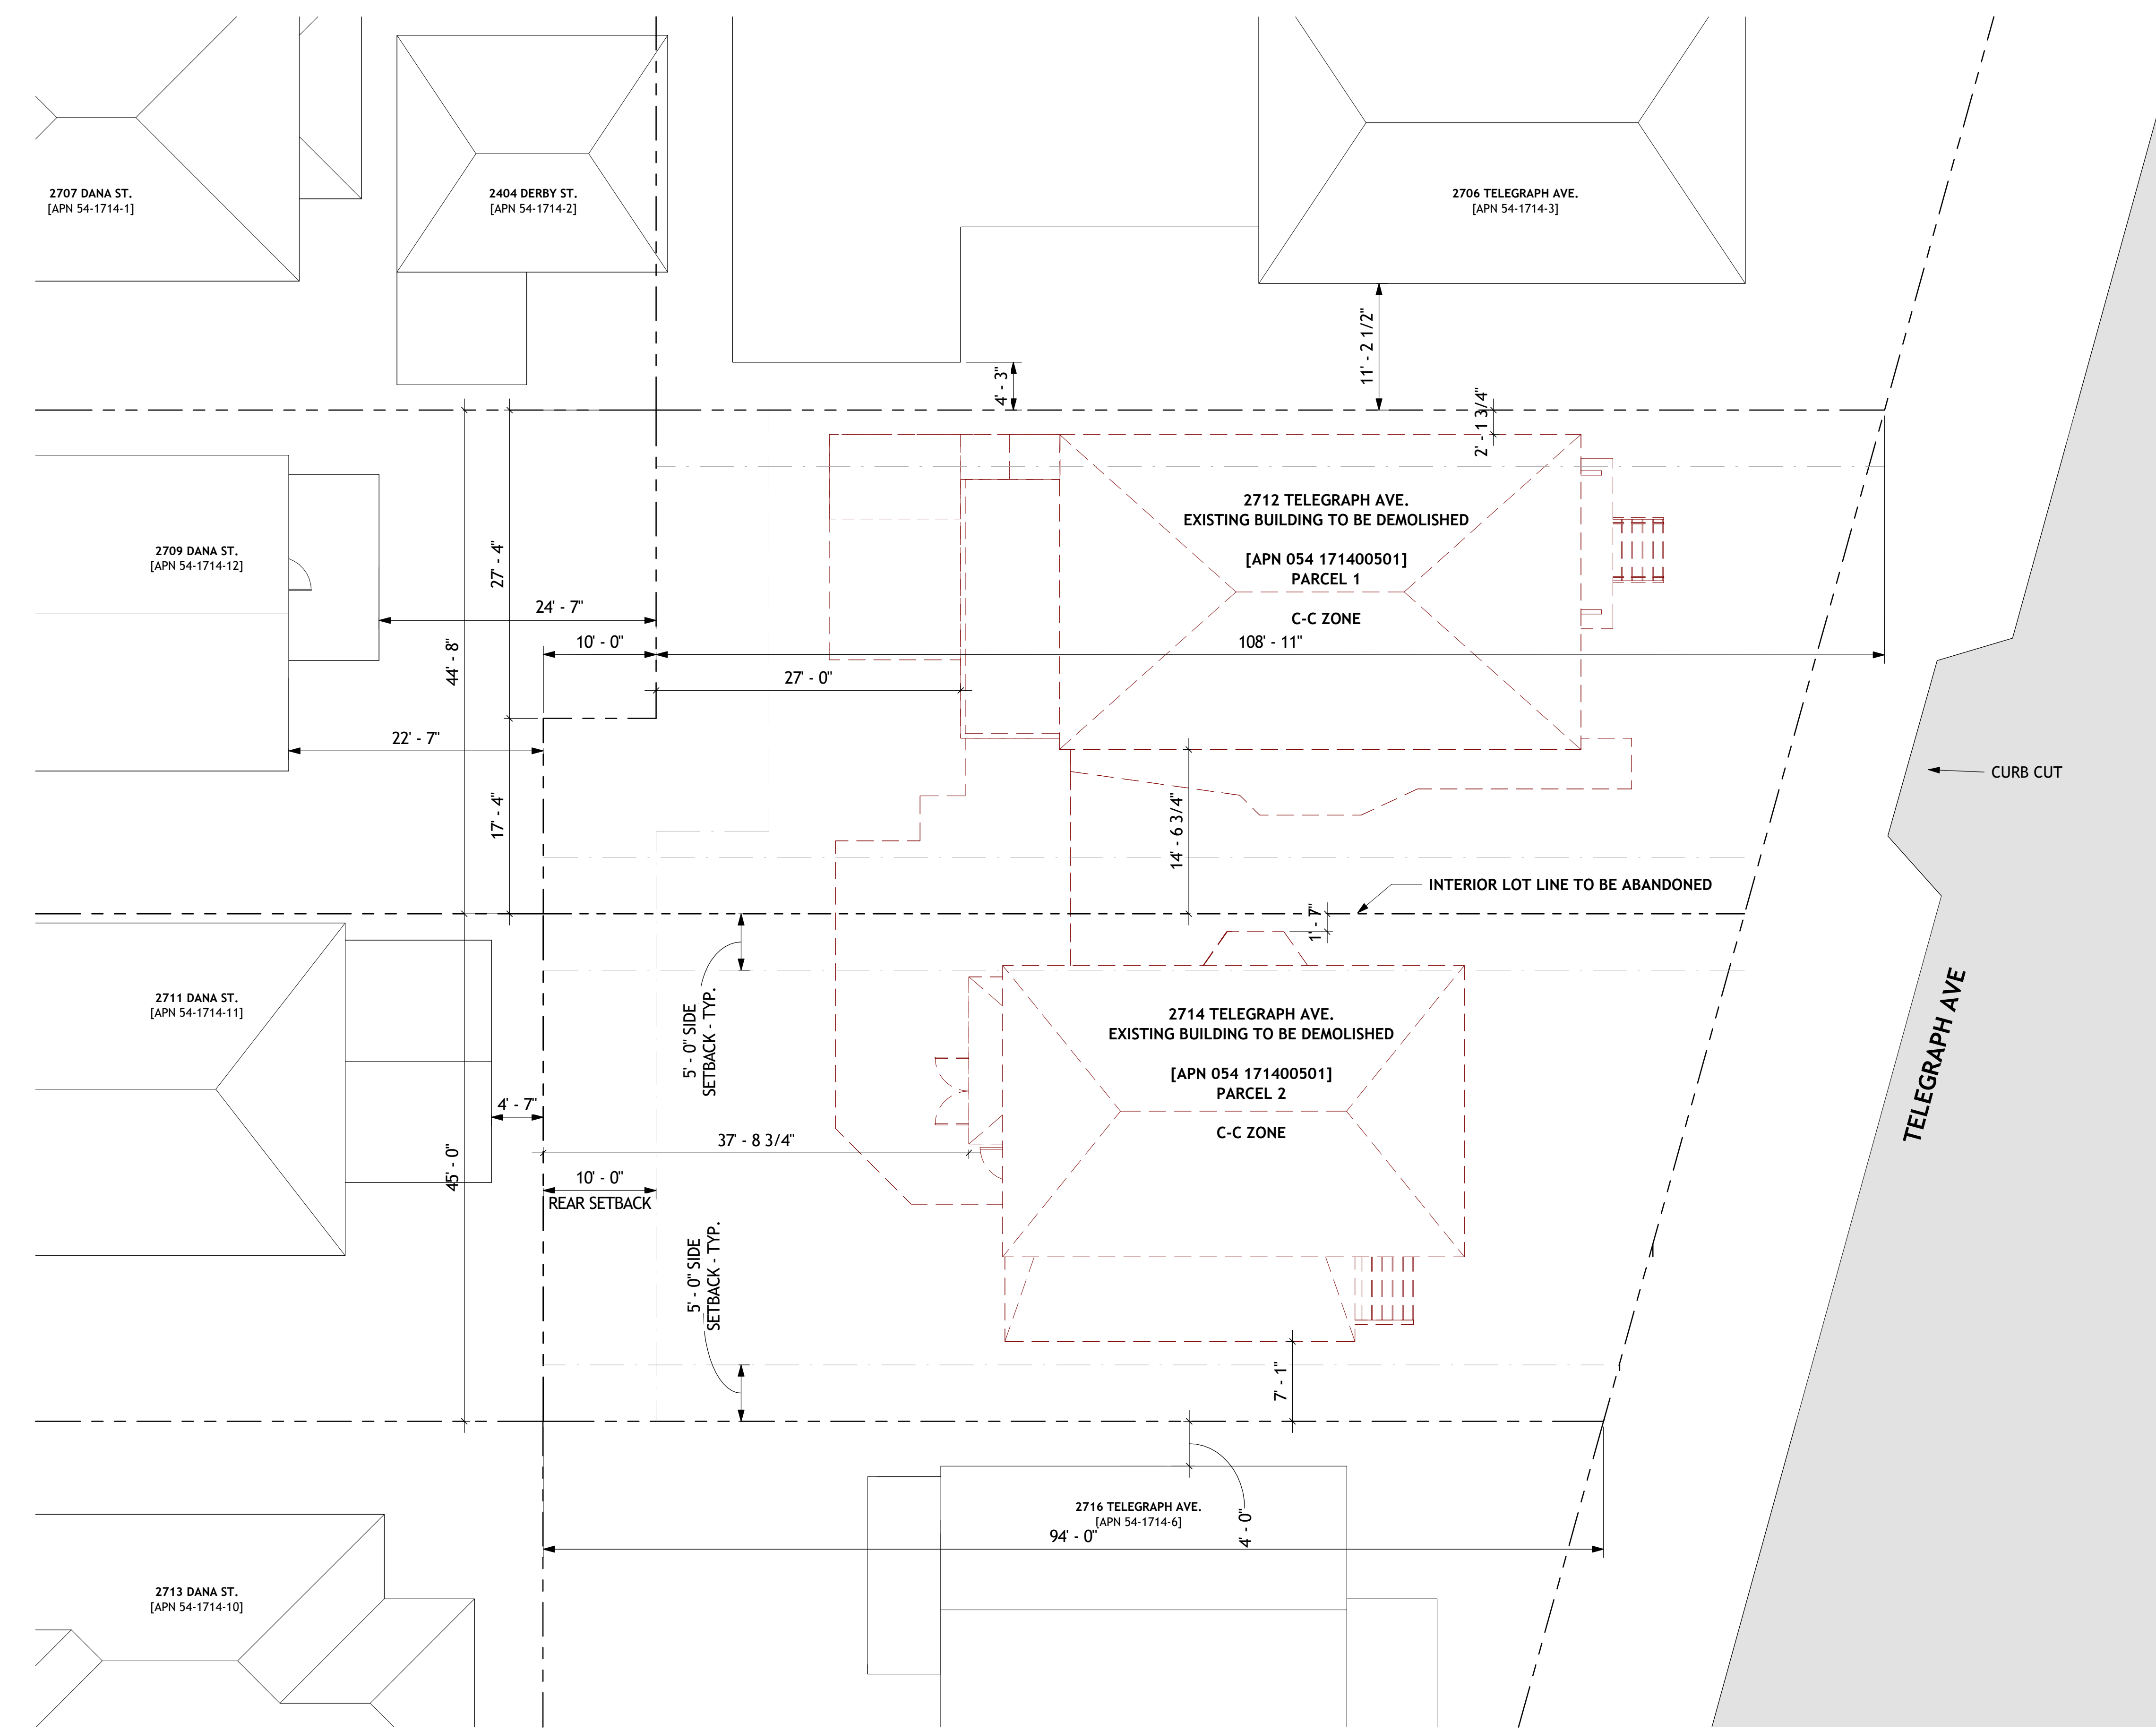 2707 DANA ST.
[APN 54-1714-1]
2404 DERBY ST.
[APN 54-1714-2]
2706 TELEGRAPH AVE.
[APN 54-1714-3]
11' - 2 1/2"
4' - 3"
2' - 1 3/4"
2712 TELEGRAPH AVE.
EXISTING BUILDING TO BE DEMOLISHED
[APN 054 171400501]
PARCEL 1
C-C ZONE
2709 DANA ST.
[APN 54-1714-12]
27' - 4"
24' - 7"
10' - 0"
108' - 11"
44' - 8"
27' - 0"
22' - 7"
17' - 4"
14' - 6 3/4"
CURB CUT
INTERIOR LOT LINE TO BE ABANDONED
1' - 7"
2711 DANA ST.
[APN 54-1714-11]
5' - 0" SIDE
SETBACK - TYP.
2714 TELEGRAPH AVE.
EXISTING BUILDING TO BE DEMOLISHED
[APN 054 171400501]
PARCEL 2
C-C ZONE
TELEGRAPH AVE
4' - 7"
37' - 8 3/4"
45' - 0"
10' - 0"
REAR SETBACK
5' - 0" SIDE
SETBACK - TYP.
7' - 1"
2716 TELEGRAPH AVE.
[APN 54-1714-6]
4' - 0"
94' - 0"
2713 DANA ST.
[APN 54-1714-10]